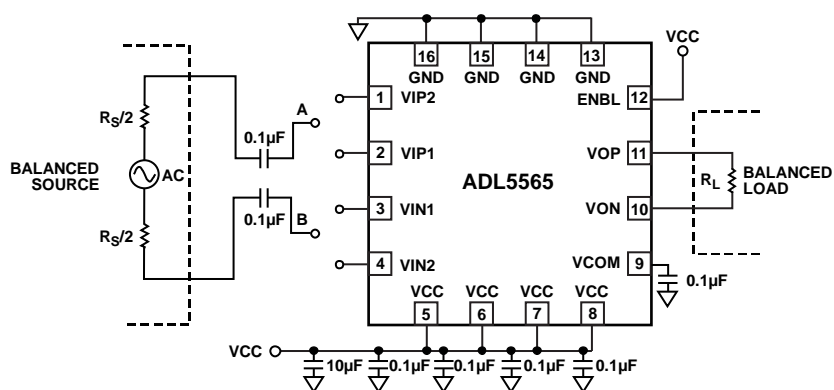 VCC
16
15
14
13
GND
GND
GND
GND
A
1
VIP2
ENBL
12
R_S/2
0.1µF
BALANCED
SOURCE
AC
2
VIP1
ADL5565
VOP
11
R_L
BALANCED
LOAD
0.1µF
B
3
VIN1
VON
10
R_S/2
4
VIN2
VCOM
9
0.1µF
VCC
VCC
VCC
VCC
5
6
7
8
VCC
10µF
0.1µF
0.1µF
0.1µF
0.1µF